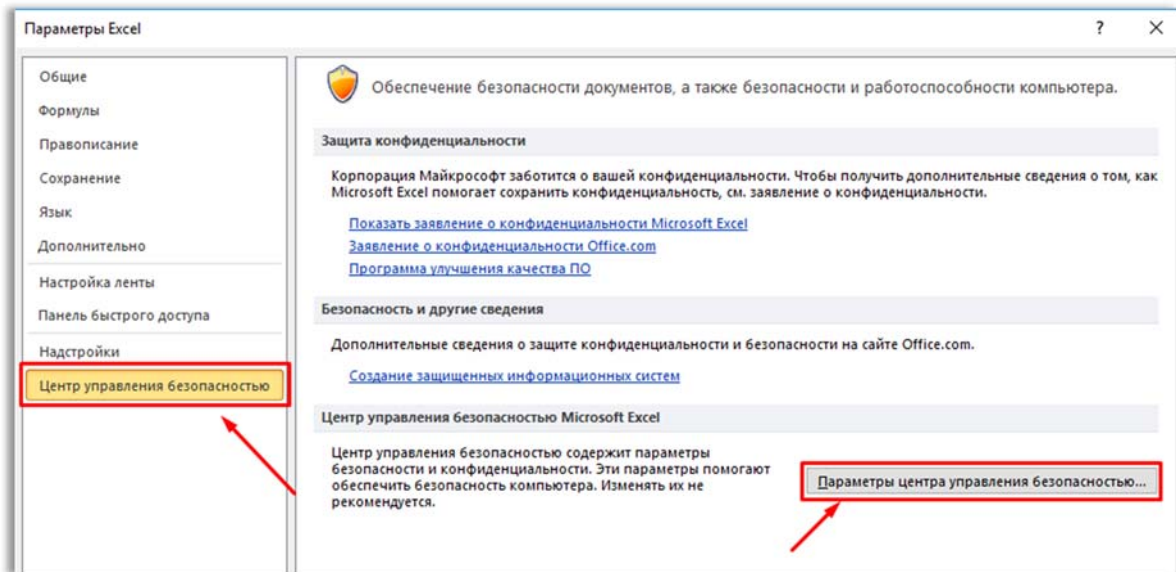 Параметры Excel
?
Общие
Формулы
Правописание
Сохранение
Язык
Дополнительно
Настройка ленты
Панель быстрого доступа
Надстройки
Центр управления безопасностью
Обеспечение безопасности документов, а также безопасности и работоспособности компьютера.
Защита конфиденциальности
Корпорация Майкрософт заботится о вашей конфиденциальности. Чтобы получить дополнительные сведения о том, как
Microsoft Excel помогает сохранить конфиденциальность, см. заявление о конфиденциальности.
Показать заявление о конфиденциальности Microsoft Excel
Заявление о конфиденциальности Office.com
Программа улучшения качества ПО
Безопасность и другие сведения
Дополнительные сведения о защите конфиденциальности и безопасности на сайте Office.com.
Создание защищенных информационных систем
Центр управления безопасностью Microsoft Excel
Центр управления безопасностью содержит параметры
безопасности и конфиденциальности. Эти параметры помогают
обеспечить безопасность компьютера. Изменять их не
рекомендуется.
Параметры центра управления безопасностью...